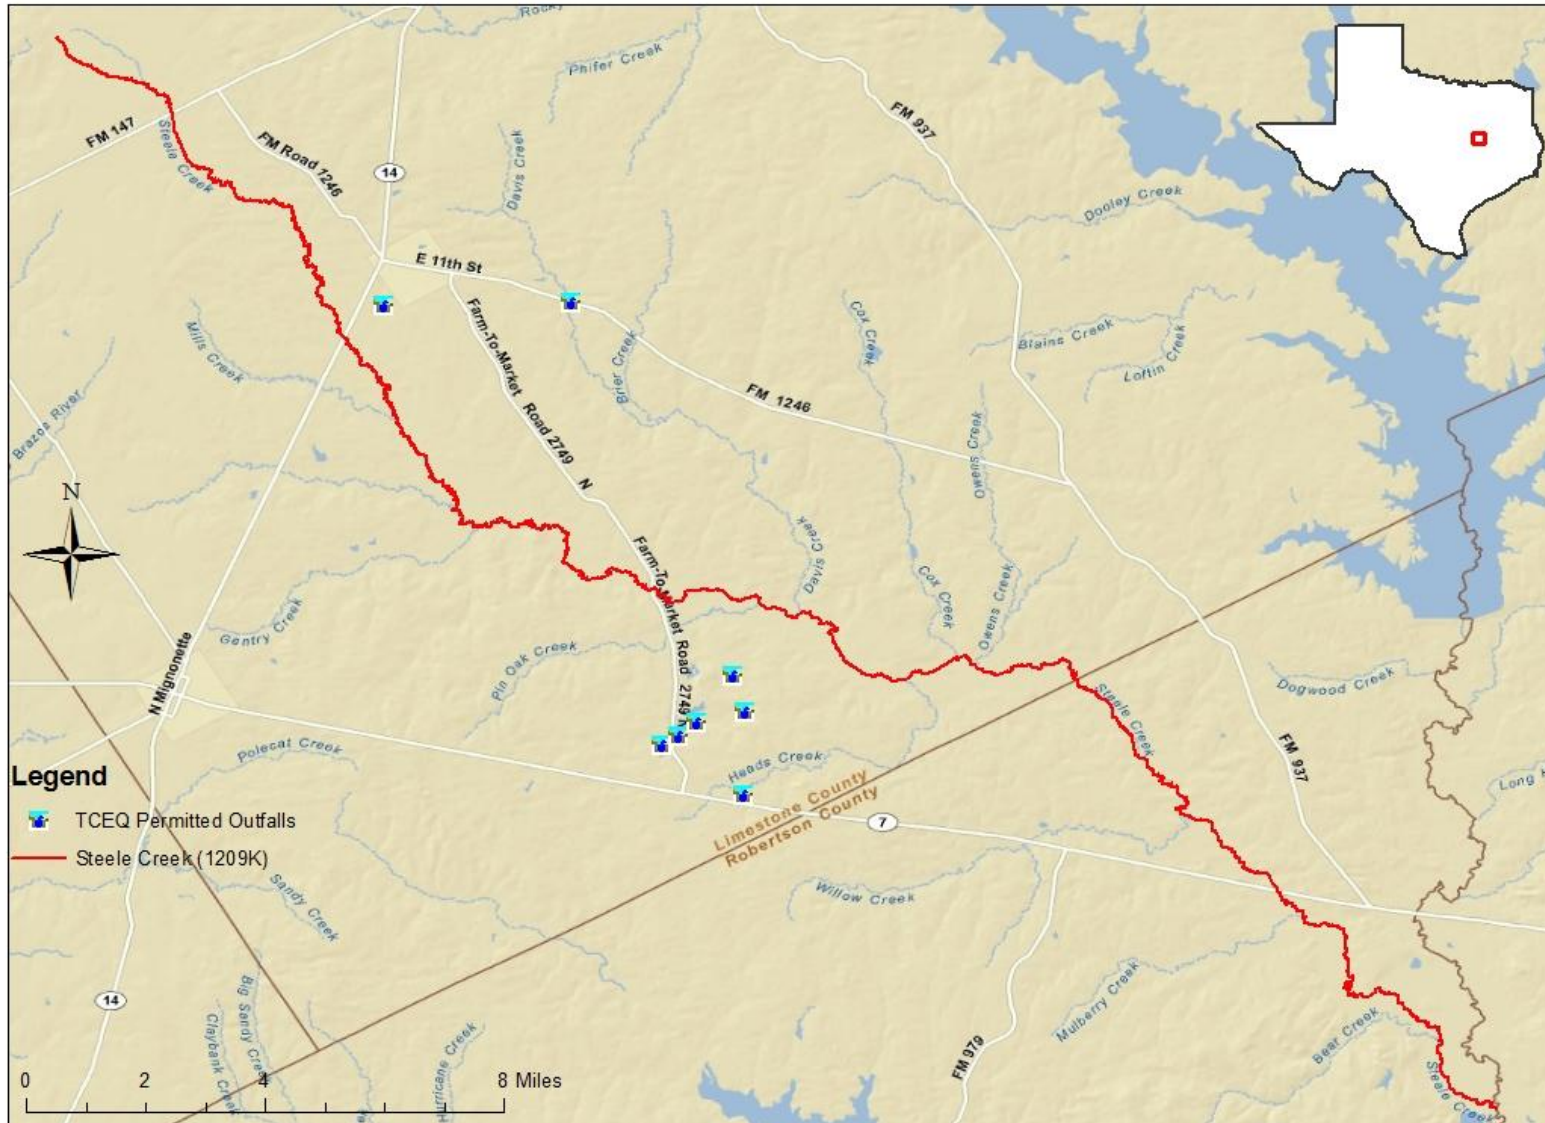 Rocky
Phifer Creek
FM 937
FM 147
Steele Creek
FM Road 1246
14
Davis Creek
Dooley Creek
E 11th St
Farm-To-Market Road 2749 N
Mills Creek
Brier Creek
Cox Creek
Blains Creek
Loftin Creek
FM 1246
Brazos River
Owens Creek
N
Davis Creek
Farm-To-Market Road 2749 N
Cox Creek
Owens Creek
Gentry Creek
Pin Oak Creek
N Mignonette
Steele Creek
Dogwood Creek
FM 937
Polecat Creek
Heads Creek
Long
Limestone County
Robertson County
7
Legend
TCEQ Permitted Outfalls
Steele Creek (1209K)
Sandy Creek
Willow Creek
14
Big Sandy Creek
Claybank Creek
Hurricane Creek
Mulberry Creek
Bear Creek
FM 979
Steele Creek
0 2 4 8 Miles